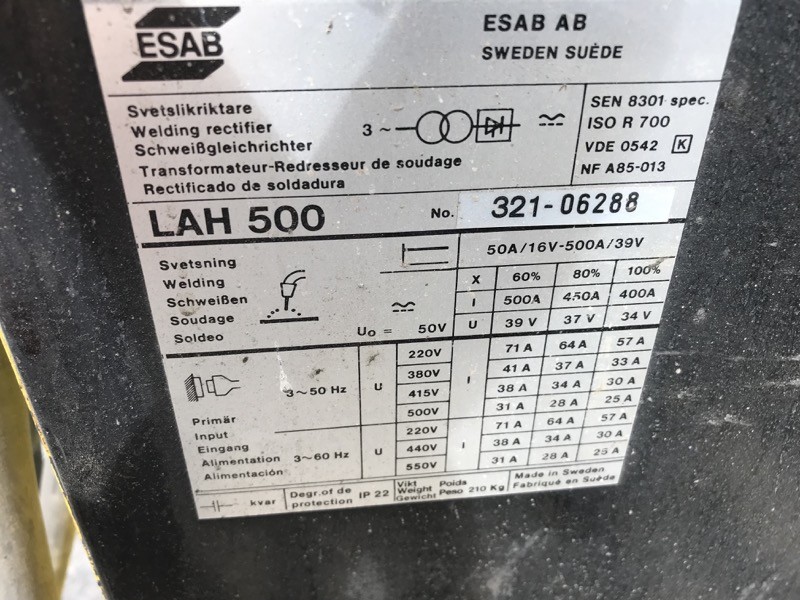 ESAB
ESAB AB
SWEDEN SUÈDE
Svetslikriktare
Welding rectifier
Schweißgleichrichter
Transformateur-Redresseur de soudage
Rectificado de soldadura
3~
SEN 8301 spec.
ISO R 700
VDE 0542 K
NF A85-013
LAH 500 No. 321-06288
Svetsning
Welding
Schweißen
Soudage
Soldeo
U₀ = 50V
50A/16V-500A/39V
X 60% 80% 100%
I 500A 450A 400A
U 39 V 37 V 34 V
Primär
Input
Eingang
Alimentation
Alimentación
3~50 Hz U I
220V 71 A 64 A 57 A
380V 41 A 37 A 33 A
415V 38 A 34 A 30 A
500V 31 A 28 A 25 A
3~60 Hz U I
220V 71 A 64 A 57 A
440V 38 A 34 A 30 A
550V 31 A 28 A 25 A
kvar
Degr.of de
protection IP 22
Vikt Poids
Weight
Gewicht Peso 210 Kg
Made in Sweden
Fabriqué en Suède